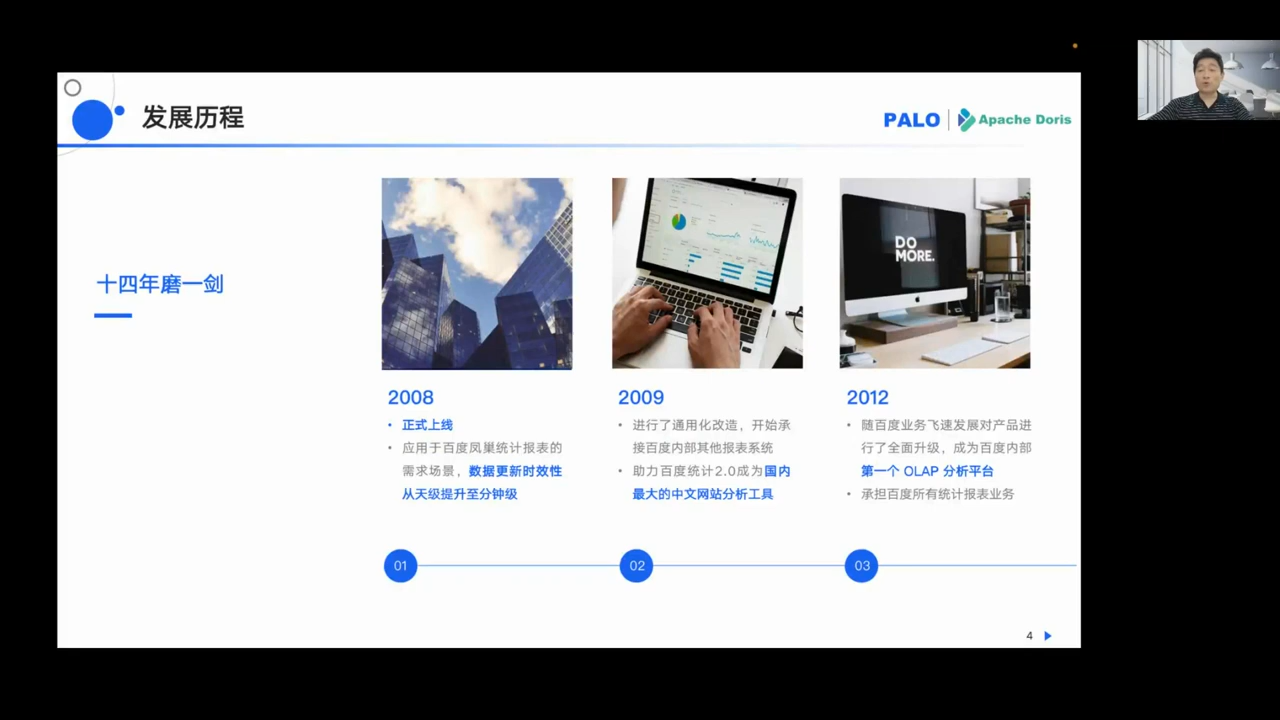 发展历程
PALO
Apache Doris
十四年磨一剑
DO
MORE.
2008
• 正式上线
• 应用于百度凤巢统计报表的
需求场景，数据更新时效性
从天级提升至分钟级
2009
• 进行了通用化改造，开始承
接百度内部其他报表系统
• 助力百度统计2.0成为国内
最大的中文网站分析工具
2012
• 随百度业务飞速发展对产品进
行了全面升级，成为百度内部
第一个 OLAP 分析平台
• 承担百度所有统计报表业务
01
02
03
4